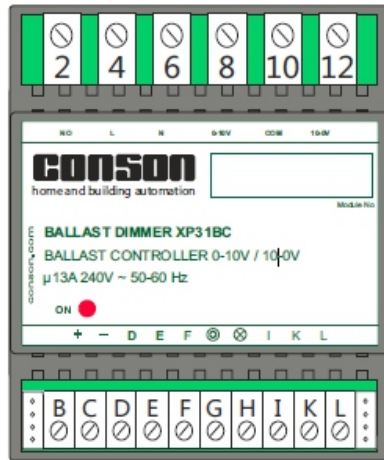 2 4 6 8 10 12
NO L N 0-10V COM 10-0V
conson
home and building automation
Module No
conson.com
BALLAST DIMMER XP31BC
BALLAST CONTROLLER 0-10V / 10-0V
µ13A 240V ~ 50-60 Hz
ON
+ − D E F ⌾ ⊗ I K L
B C D E F G H I K L